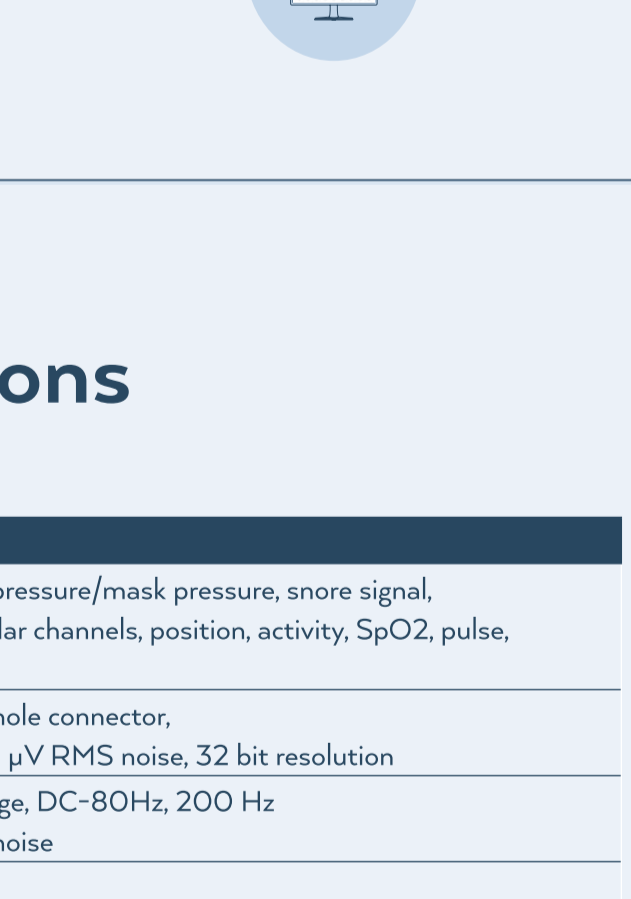 ons
pressure/mask pressure, snore signal,
lar channels, position, activity, SpO2, pulse,
hole connector,
µV RMS noise, 32 bit resolution
ge, DC-80Hz, 200 Hz
noise